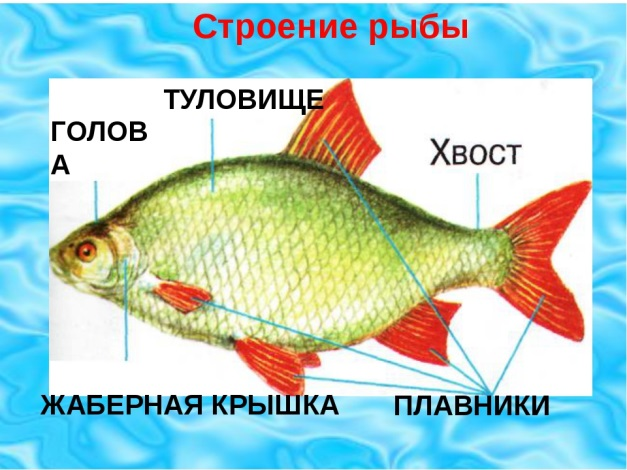 Строение рыбы
ТУЛОВИЩЕ
ГОЛОВ
А
Хвост
ЖАБЕРНАЯ КРЫШКА
ПЛАВНИКИ